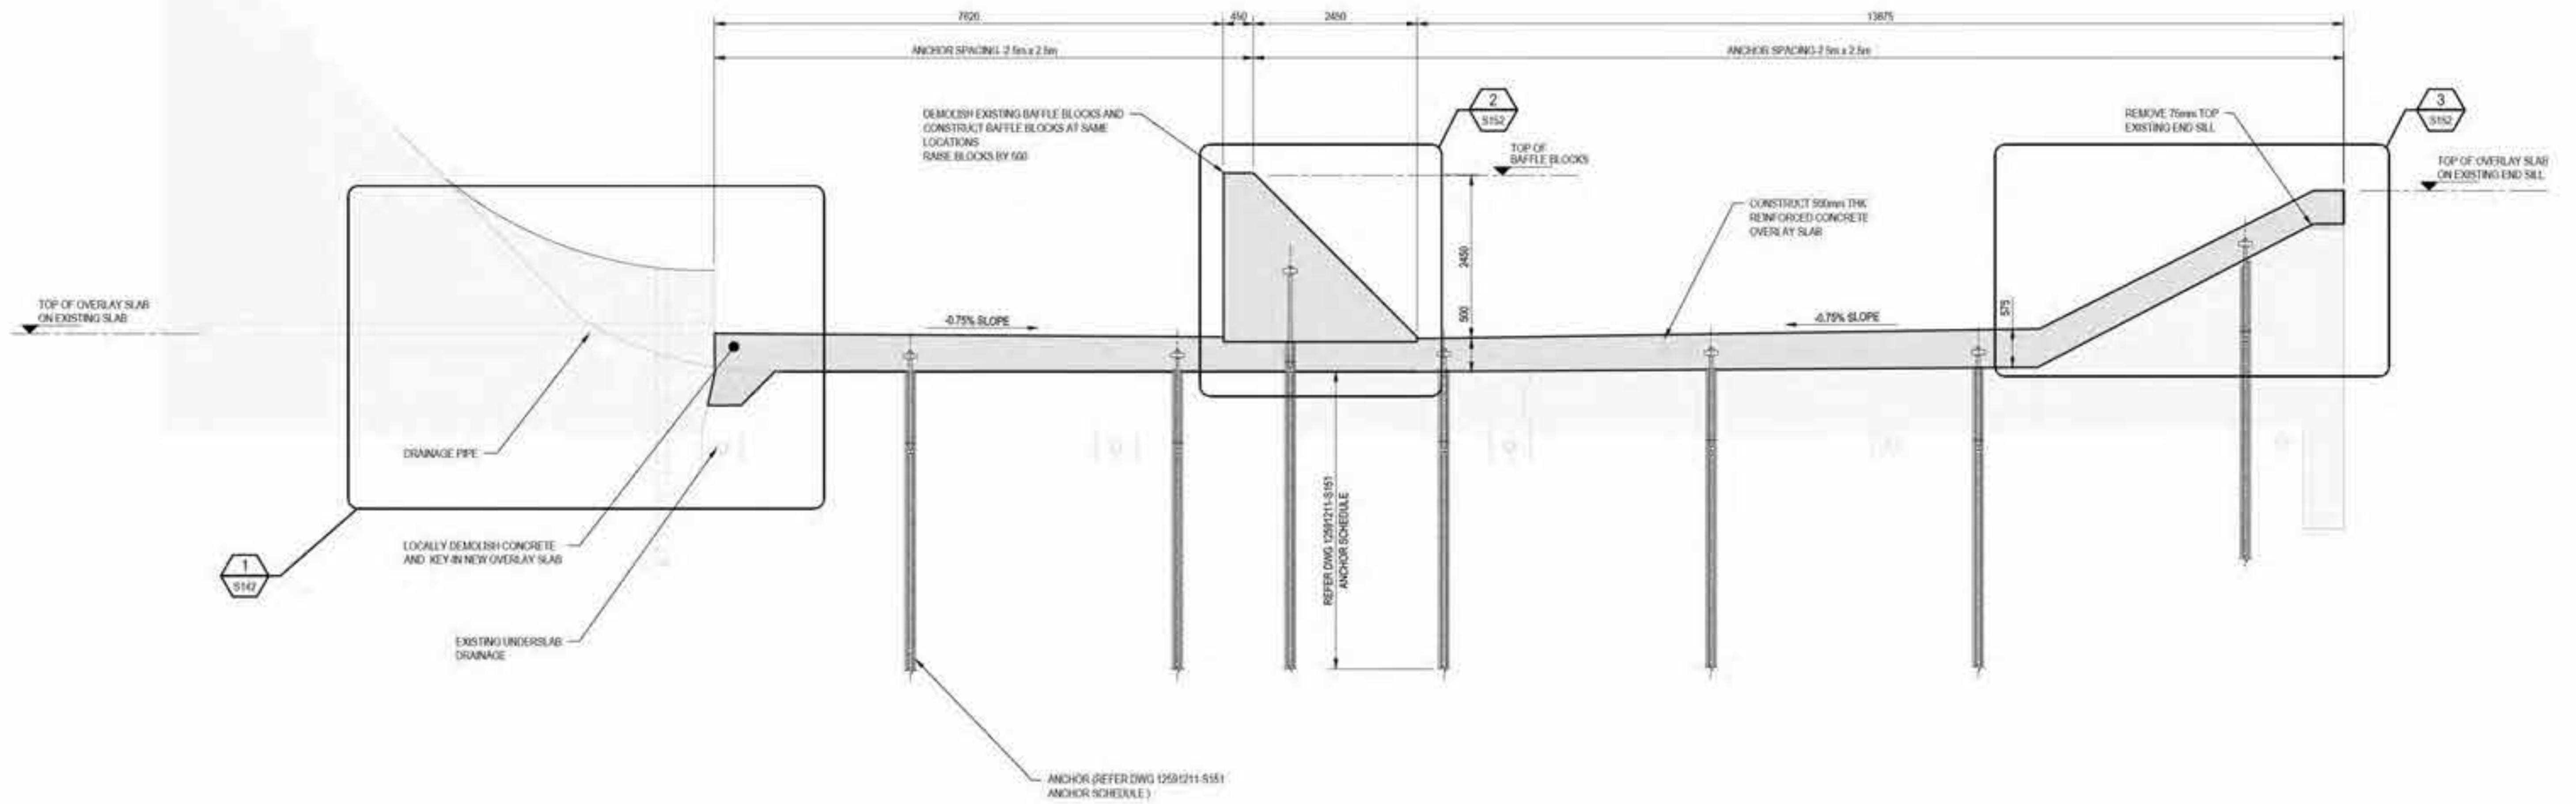 7620
450
2450
13875
ANCHOR SPACING-2.5m x 2.5m
ANCHOR SPACING-2.5m x 2.5m
DEMOLISH EXISTING BAFFLE BLOCKS AND
CONSTRUCT BAFFLE BLOCKS AT SAME
LOCATIONS
RAISE BLOCKS BY 500
2
S152
TOP OF
BAFFLE BLOCKS
REMOVE 75mm TOP
EXISTING END SILL
3
S152
TOP OF OVERLAY SLAB
ON EXISTING END SILL
CONSTRUCT 500mm THK
REINFORCED CONCRETE
OVERLAY SLAB
2450
500
575
TOP OF OVERLAY SLAB
ON EXISTING SLAB
-0.75% SLOPE
-0.75% SLOPE
DRAINAGE PIPE
LOCALLY DEMOLISH CONCRETE
AND KEY-IN NEW OVERLAY SLAB
1
S142
EXISTING UNDERSLAB
DRAINAGE
REFER DWG 12591211-S151
ANCHOR SCHEDULE
ANCHOR (REFER DWG 12591211-S151
ANCHOR SCHEDULE )